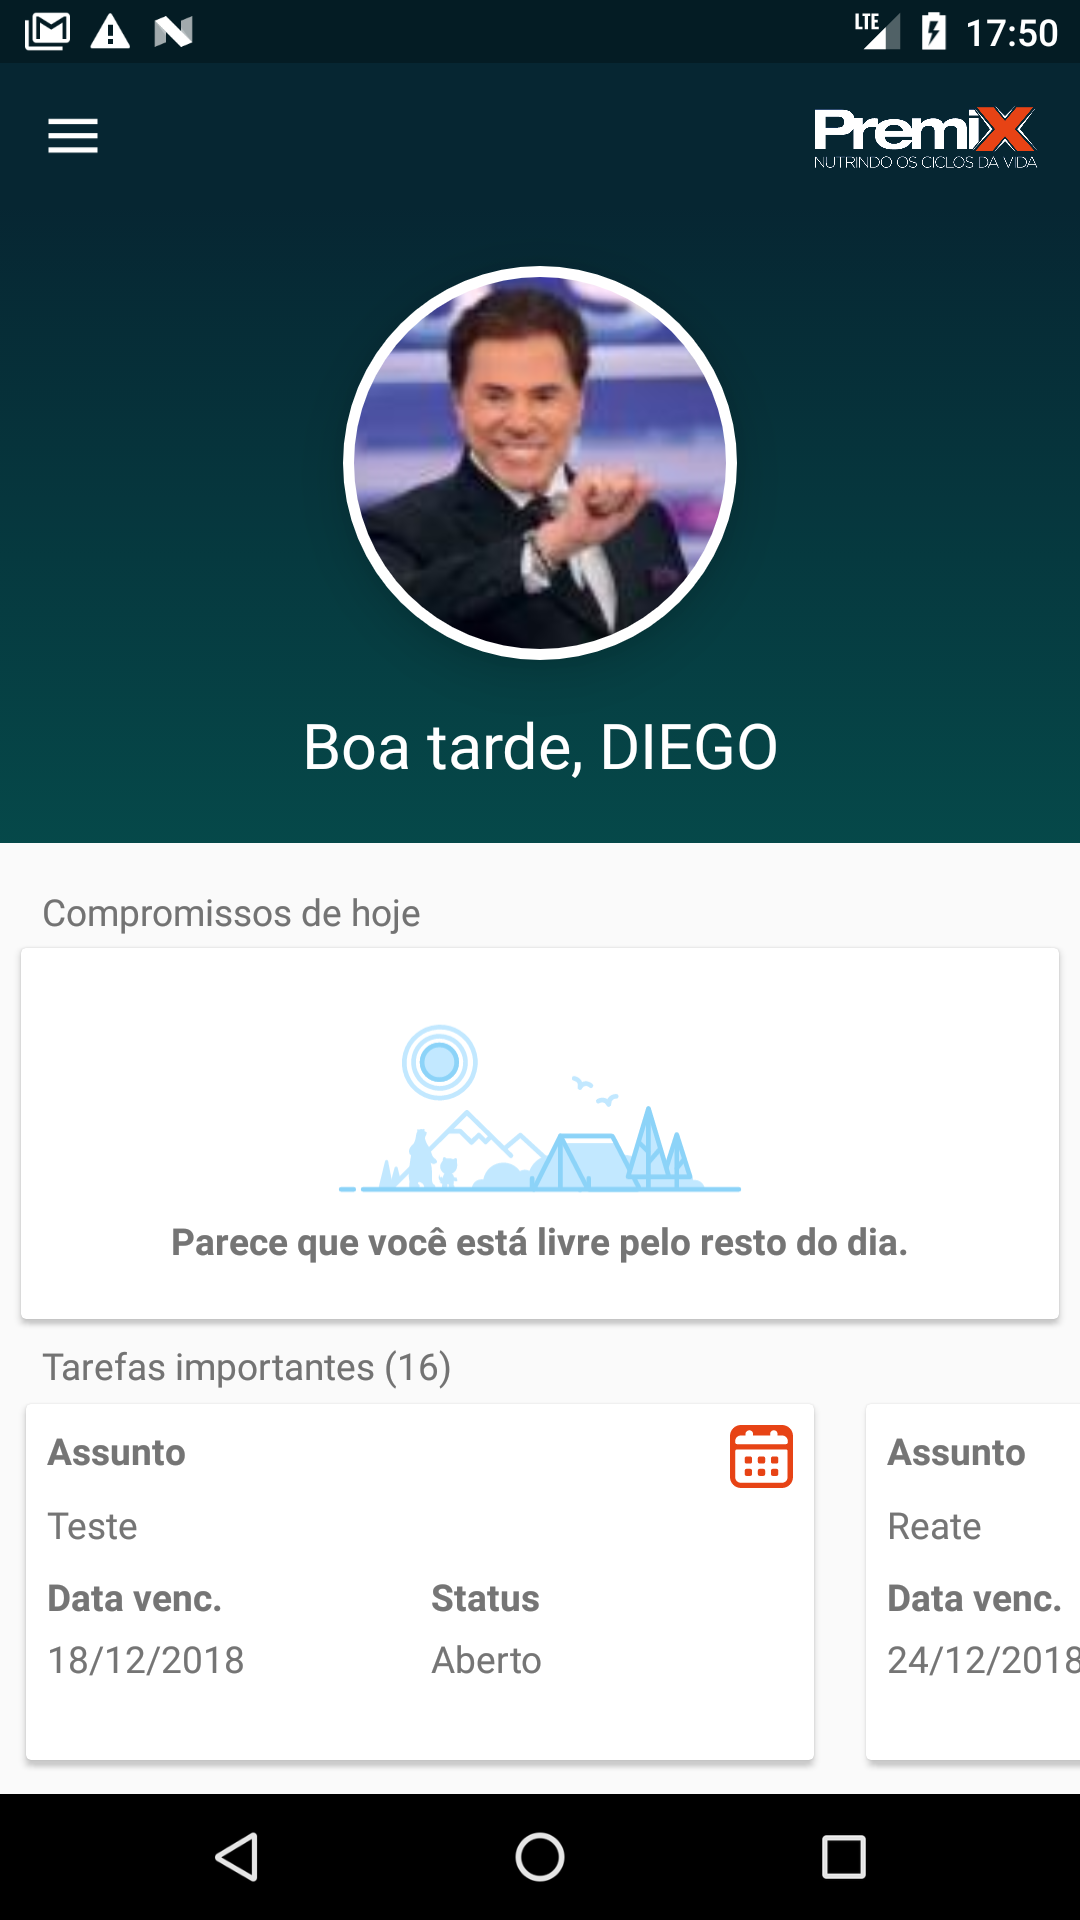 LTE 17:50
PremiX
NUTRINDO OS CICLOS DA VIDA
Boa tarde, DIEGO
Compromissos de hoje
Parece que você está livre pelo resto do dia.
Tarefas importantes (16)
Assunto
Teste
Data venc. Status
18/12/2018 Aberto
Assunto
Reate
Data venc.
24/12/2018